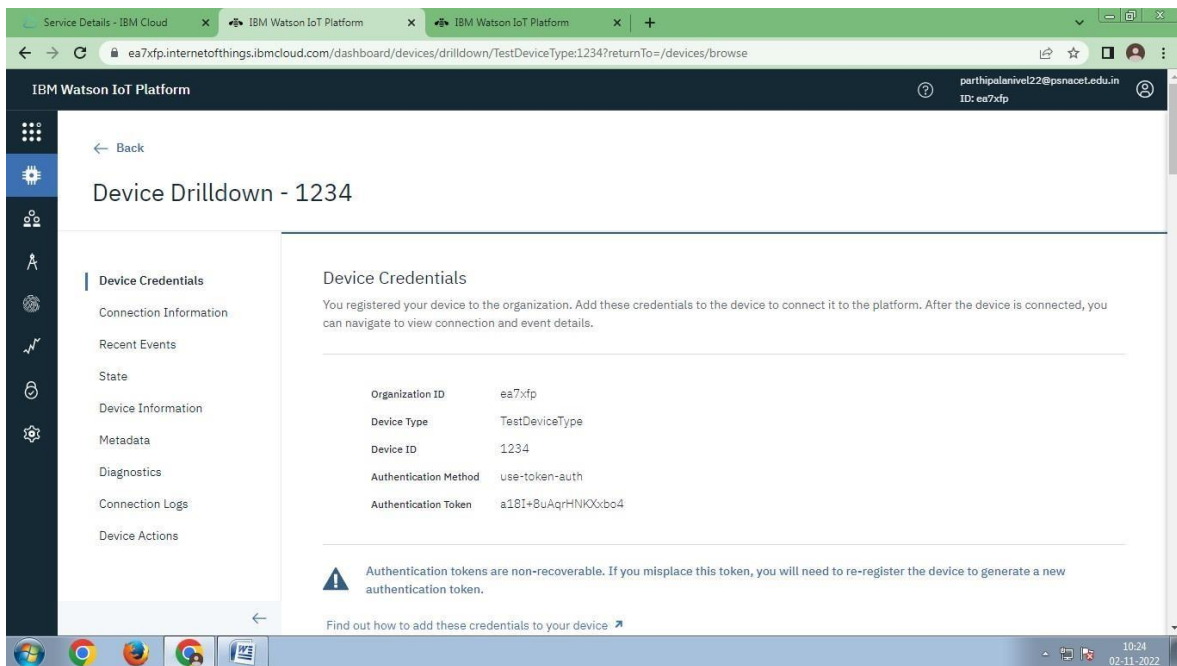 Service Details - IBM Cloud
IBM Watson IoT Platform
IBM Watson IoT Platform
ea7xfp.internetofthings.ibmcloud.com/dashboard/devices/drilldown/TestDeviceType:1234?returnTo=/devices/browse
IBM Watson IoT Platform
parthipalanivel22@psnacet.edu.in
ID: ea7xfp
Back
Device Drilldown - 1234
Device Credentials
Connection Information
Recent Events
State
Device Information
Metadata
Diagnostics
Connection Logs
Device Actions
Device Credentials
You registered your device to the organization. Add these credentials to the device to connect it to the platform. After the device is connected, you
can navigate to view connection and event details.
Organization ID ea7xfp
Device Type TestDeviceType
Device ID 1234
Authentication Method use-token-auth
Authentication Token a18I+8uAqrHNKXxbo4
Authentication tokens are non-recoverable. If you misplace this token, you will need to re-register the device to generate a new
authentication token.
Find out how to add these credentials to your device
10:24
02-11-2022